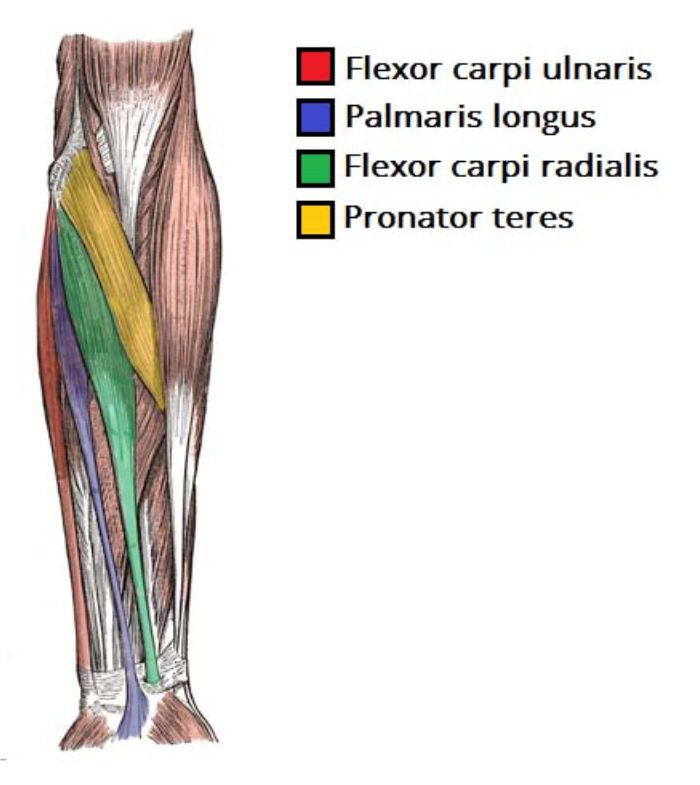 Flexor carpi ulnaris
Palmaris longus
Flexor carpi radialis
Pronator teres